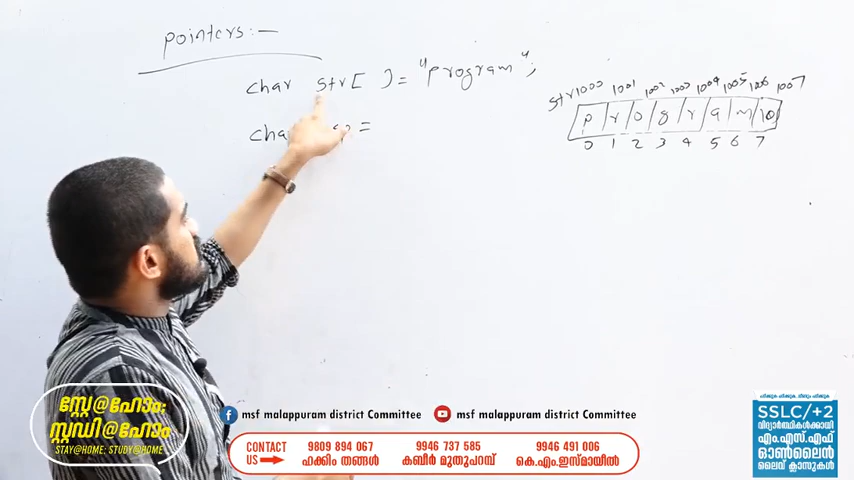 pointers:-
char str[ ] = "program";
str 1000 1001 1002 1003 1004 1005 1006 1007
p r o g r a m \0
0 1 2 3 4 5 6 7
സ്റ്റേ@ഹോം:
സ്റ്റഡി@ഹോം
STAY@HOME: STUDY@HOME
msf malappuram district Committee
msf malappuram district Committee
CONTACT US
9809 894 067
ഹക്കിം തങ്ങൾ
9946 737 585
കബീർ മുതുപറമ്പ്
9946 491 006
കെ.എം.ഇസ്മായീൽ
SSLC/+2
വിദ്യാർത്ഥികൾക്കായി
എം.എസ്.എഫ്
ഓൺലൈൻ
ലൈവ് ക്ലാസുകൾ